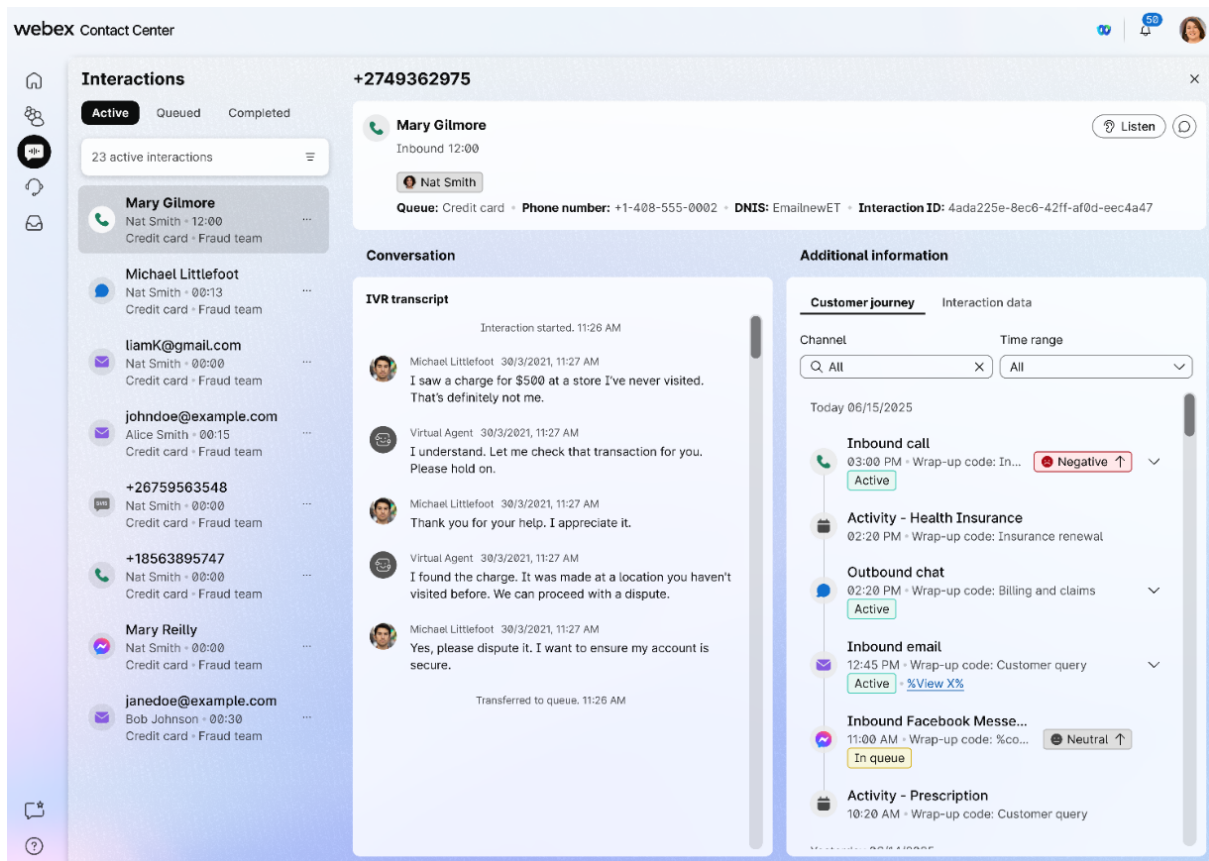 webex Contact Center
50
Interactions
Active Queued Completed
23 active interactions
Mary Gilmore
Nat Smith • 12:00
Credit card • Fraud team
Michael Littlefoot
Nat Smith • 00:13
Credit card • Fraud team
liamK@gmail.com
Nat Smith • 00:00
Credit card • Fraud team
johndoe@example.com
Alice Smith • 00:15
Credit card • Fraud team
SMS
+26759563548
Nat Smith • 00:00
Credit card • Fraud team
+18563895747
Nat Smith • 00:00
Credit card • Fraud team
Mary Reilly
Nat Smith • 00:00
Credit card • Fraud team
janedoe@example.com
Bob Johnson • 00:30
Credit card • Fraud team
+2749362975
Mary Gilmore
Listen
Inbound 12:00
Nat Smith
Queue: Credit card • Phone number: +1-408-555-0002 • DNIS: EmailnewET • Interaction ID: 4ada225e-8ec6-42ff-af0d-eec4a47
Conversation
IVR transcript
Interaction started. 11:26 AM
Michael Littlefoot 30/3/2021, 11:27 AM
I saw a charge for $500 at a store I've never visited.
That's definitely not me.
Virtual Agent 30/3/2021, 11:27 AM
I understand. Let me check that transaction for you.
Please hold on.
Michael Littlefoot 30/3/2021, 11:27 AM
Thank you for your help. I appreciate it.
Virtual Agent 30/3/2021, 11:27 AM
I found the charge. It was made at a location you haven't
visited before. We can proceed with a dispute.
Michael Littlefoot 30/3/2021, 11:27 AM
Yes, please dispute it. I want to ensure my account is
secure.
Transferred to queue. 11:26 AM
Additional information
Customer journey Interaction data
Channel Time range
All All
Today 06/15/2025
Inbound call
03:00 PM • Wrap-up code: In... Negative ↑
Active
Activity - Health Insurance
02:20 PM • Wrap-up code: Insurance renewal
Outbound chat
02:20 PM • Wrap-up code: Billing and claims
Active
Inbound email
12:45 PM • Wrap-up code: Customer query
Active • %View X%
Inbound Facebook Messe...
11:00 AM • Wrap-up code: %co... Neutral ↑
In queue
Activity - Prescription
10:20 AM • Wrap-up code: Customer query